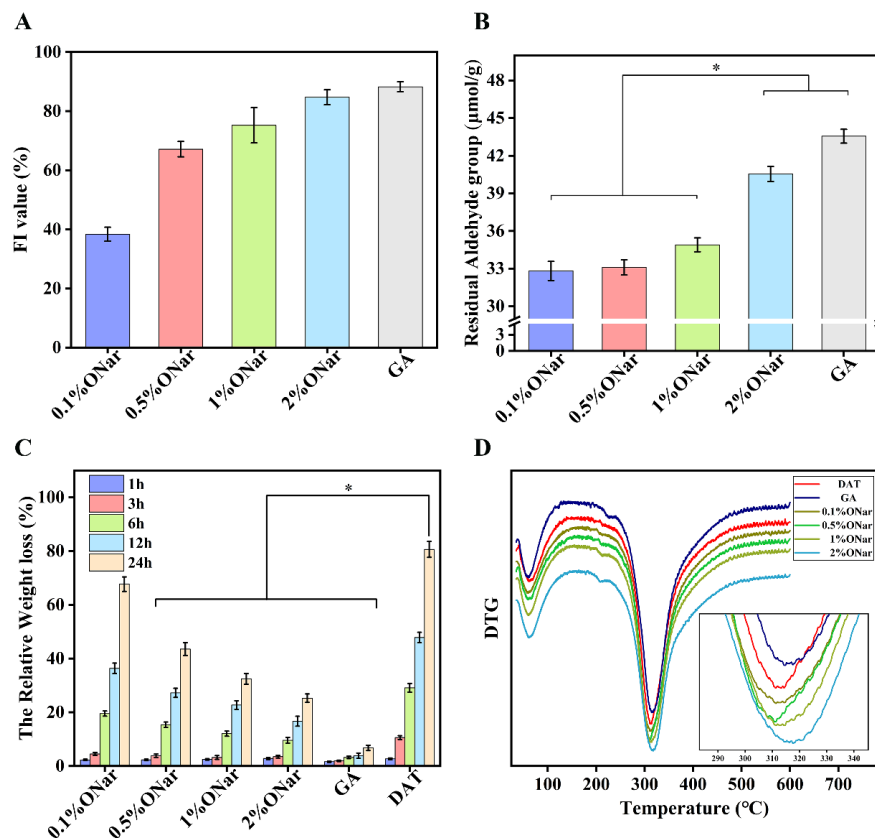 A
FI value (%)
100
80
60
40
20
0
0.1%ONar
0.5%ONar
1%ONar
2%ONar
GA
B
Residual Aldehyde group (μmol/g)
*
48
45
42
39
36
33
30
3
0
0.1%ONar
0.5%ONar
1%ONar
2%ONar
GA
C
The Relative Weight loss (%)
1h
3h
6h
12h
24h
*
100
80
60
40
20
0
0.1%ONar
0.5%ONar
1%ONar
2%ONar
GA
DAT
D
DTG
DAT
GA
0.1%ONar
0.5%ONar
1%ONar
2%ONar
290 300 310 320 330 340
100 200 300 400 500 600 700
Temperature (℃)